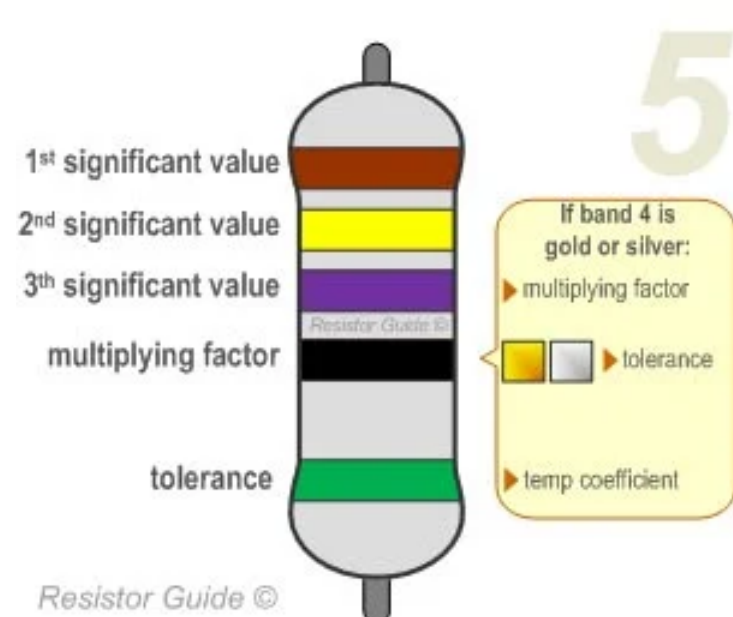 5
1st significant value
2nd significant value
3th significant value
Resistor Guide ©
multiplying factor
tolerance
If band 4 is
gold or silver:
multiplying factor
tolerance
temp coefficient
Resistor Guide ©